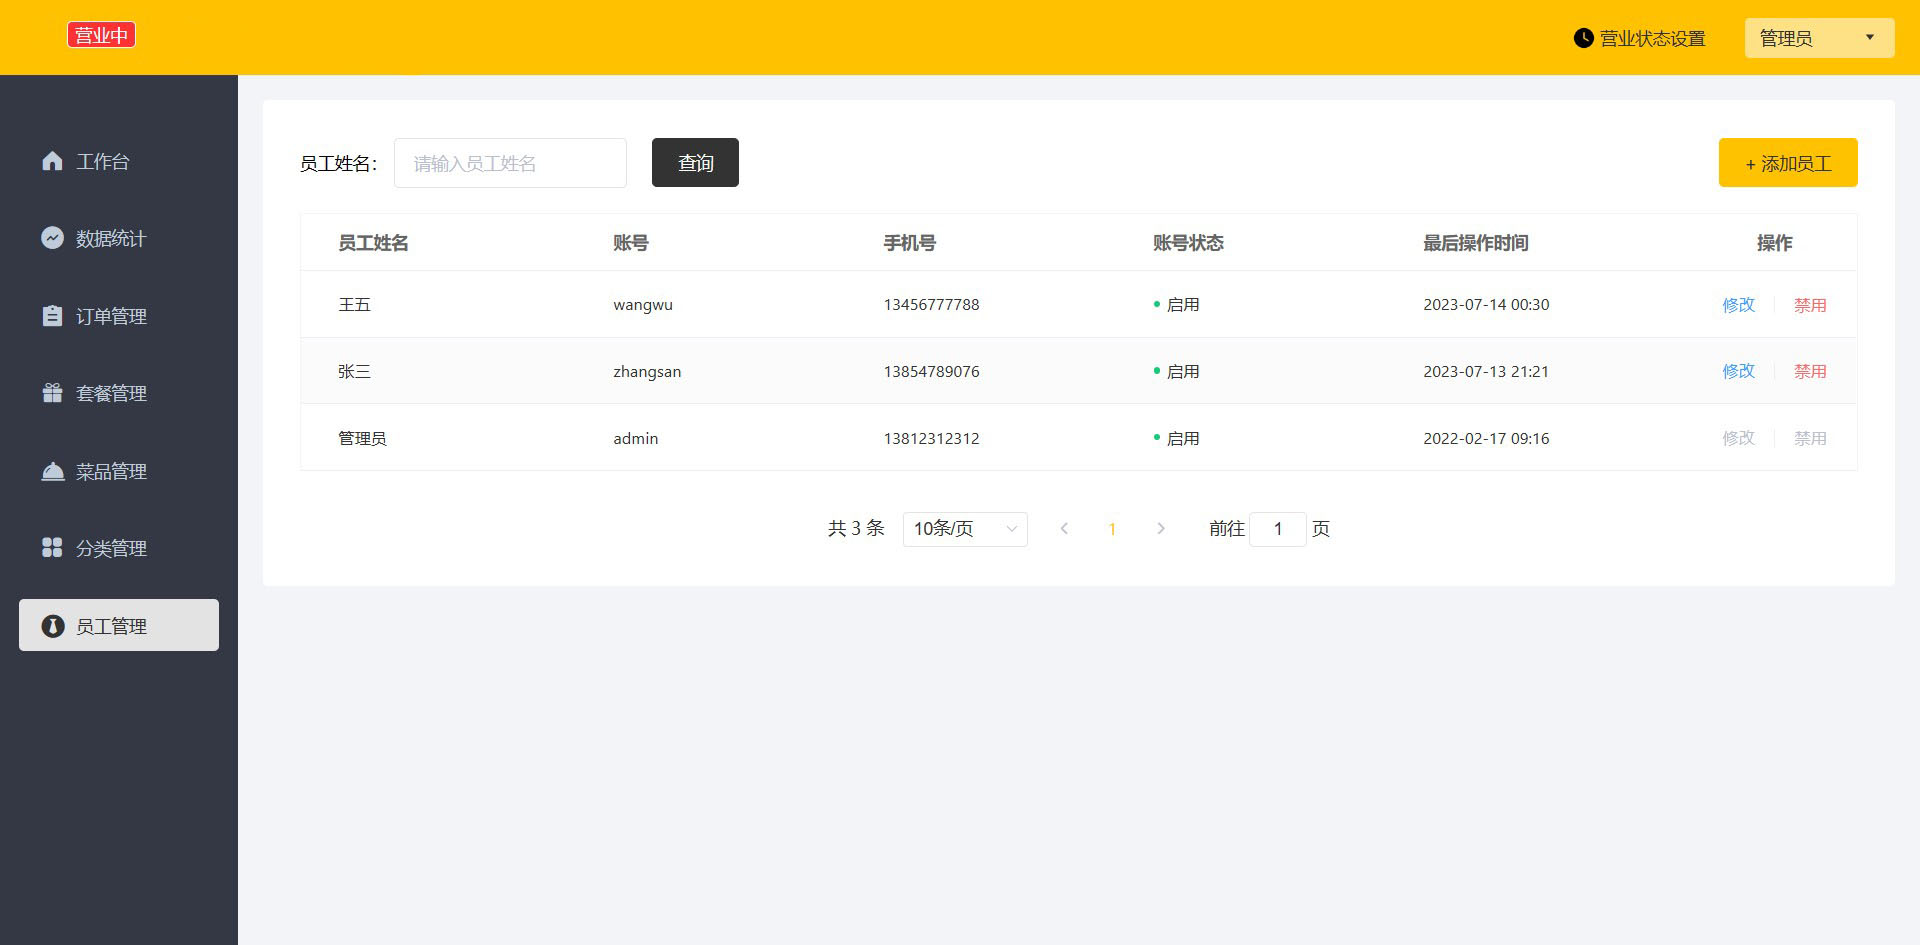 营业中
营业状态设置
管理员
工作台
数据统计
订单管理
套餐管理
菜品管理
分类管理
员工管理
员工姓名： 请输入员工姓名 查询 + 添加员工
员工姓名 账号 手机号 账号状态 最后操作时间 操作
王五 wangwu 13456777788 启用 2023-07-14 00:30 修改 禁用
张三 zhangsan 13854789076 启用 2023-07-13 21:21 修改 禁用
管理员 admin 13812312312 启用 2022-02-17 09:16 修改 禁用
共 3 条 10条/页 1 前往 1 页